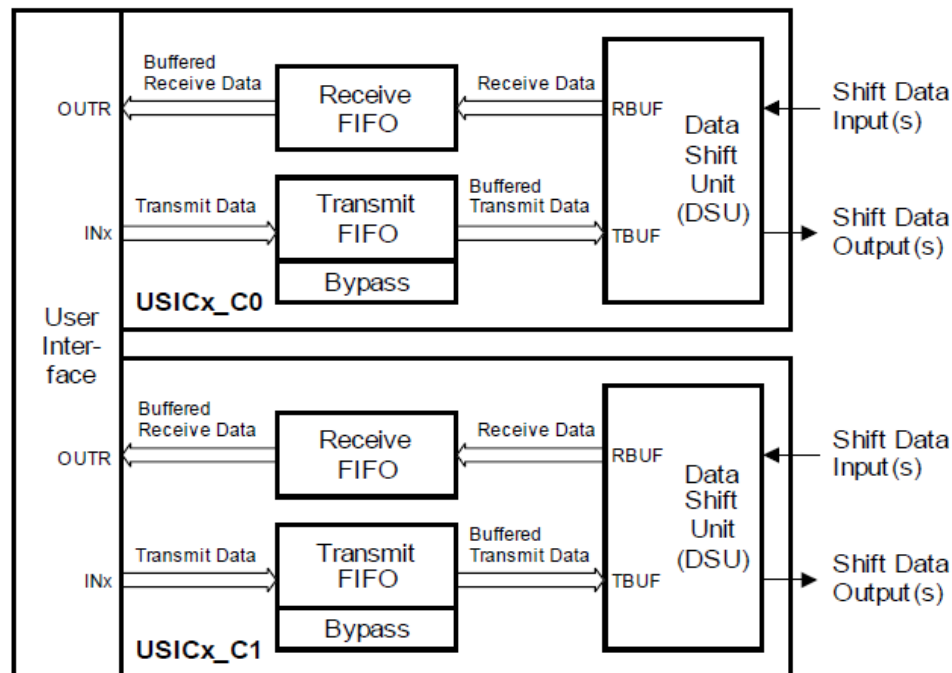 Buffered
Receive Data
OUTR
Receive
FIFO
Receive Data
RBUF
Data
Shift
Unit
(DSU)
Shift Data
Input(s)
Transmit Data
INx
Transmit
FIFO
Bypass
Buffered
Transmit Data
TBUF
Shift Data
Output(s)
USICx_C0
User
Inter-
face
Buffered
Receive Data
OUTR
Receive
FIFO
Receive Data
RBUF
Data
Shift
Unit
(DSU)
Shift Data
Input(s)
Transmit Data
INx
Transmit
FIFO
Bypass
Buffered
Transmit Data
TBUF
Shift Data
Output(s)
USICx_C1